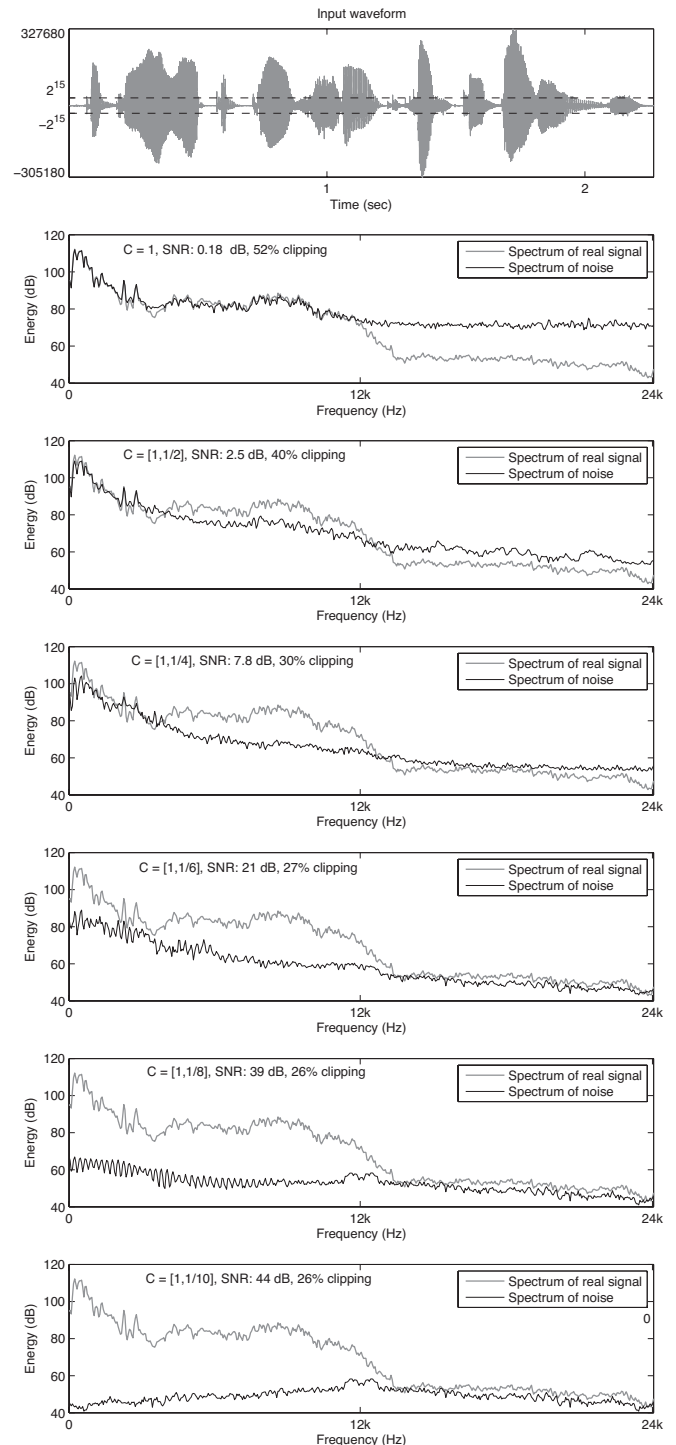 Input waveform
327680
2^15
−2^15
−305180
1
2
Time (sec)
120
100
80
60
40
Energy (dB)
C = 1, SNR: 0.18 dB, 52% clipping
Spectrum of real signal
Spectrum of noise
0
12k
24k
Frequency (Hz)
120
100
80
60
40
Energy (dB)
C = [1,1/2], SNR: 2.5 dB, 40% clipping
Spectrum of real signal
Spectrum of noise
0
12k
24k
Frequency (Hz)
120
100
80
60
40
Energy (dB)
C = [1,1/4], SNR: 7.8 dB, 30% clipping
Spectrum of real signal
Spectrum of noise
0
12k
24k
Frequency (Hz)
120
100
80
60
40
Energy (dB)
C = [1,1/6], SNR: 21 dB, 27% clipping
Spectrum of real signal
Spectrum of noise
0
12k
24k
Frequency (Hz)
120
100
80
60
40
Energy (dB)
C = [1,1/8], SNR: 39 dB, 26% clipping
Spectrum of real signal
Spectrum of noise
0
12k
24k
Frequency (Hz)
120
100
80
60
40
Energy (dB)
C = [1,1/10], SNR: 44 dB, 26% clipping
Spectrum of real signal
Spectrum of noise
0
0
12k
24k
Frequency (Hz)